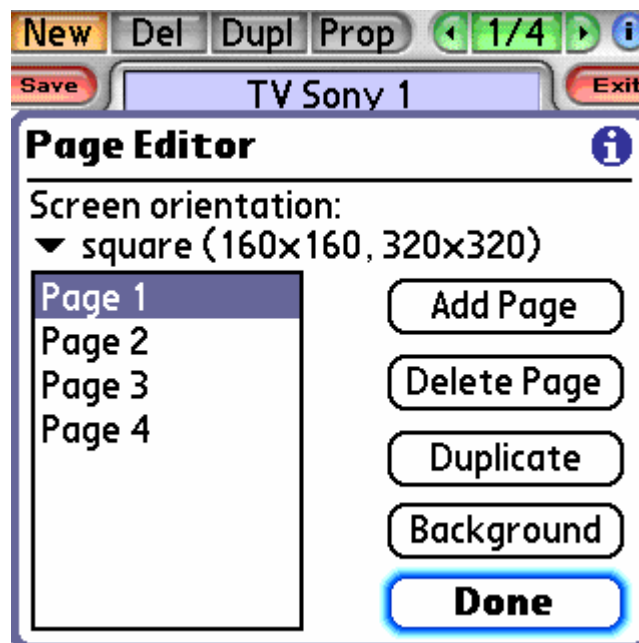 New Del Dupl Prop 1/4 i
Save TV Sony 1 Exit
Page Editor i
Screen orientation:
square (160x160, 320x320)
Page 1
Page 2
Page 3
Page 4
Add Page
Delete Page
Duplicate
Background
Done